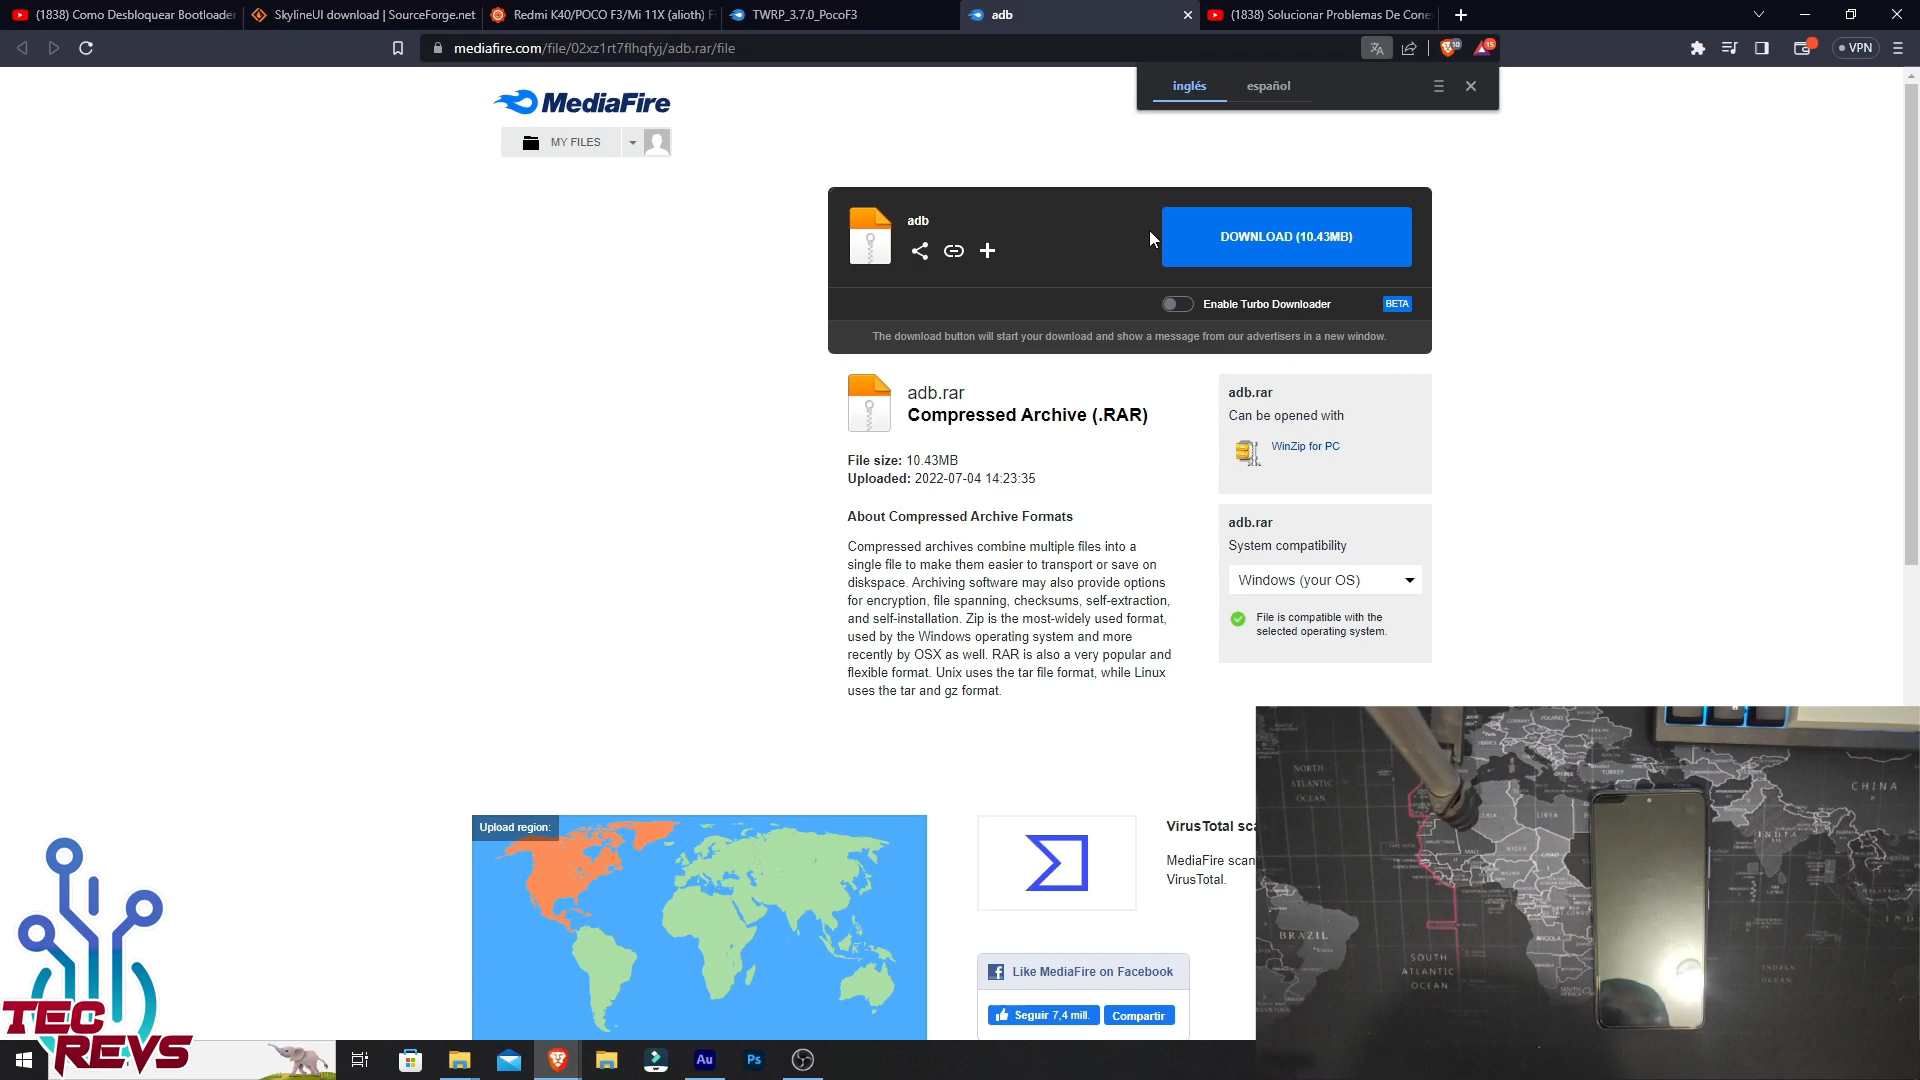 (1838) Como Desbloquear Bootloader
SkylineUI download | SourceForge.net
Redmi K40/POCO F3/Mi 11X (alioth) F
TWRP_3.7.0_PocoF3
adb
(1838) Solucionar Problemas De Cone
mediafire.com/file/02xz1rt7flhqfyj/adb.rar/file
10
15
VPN
inglés
español
MediaFire
MY FILES
adb
DOWNLOAD (10.43MB)
Enable Turbo Downloader
BETA
The download button will start your download and show a message from our advertisers in a new window.
adb.rar
Compressed Archive (.RAR)
File size: 10.43MB
Uploaded: 2022-07-04 14:23:35
About Compressed Archive Formats
Compressed archives combine multiple files into a
single file to make them easier to transport or save on
diskspace. Archiving software may also provide options
for encryption, file spanning, checksums, self-extraction,
and self-installation. Zip is the most-widely used format,
used by the Windows operating system and more
recently by OSX as well. RAR is also a very popular and
flexible format. Unix uses the tar file format, while Linux
uses the tar and gz format.
adb.rar
Can be opened with
WinZip for PC
adb.rar
System compatibility
Windows (your OS)
File is compatible with the
selected operating system.
Upload region:
VirusTotal sca
MediaFire scan
VirusTotal.
Like MediaFire on Facebook
Seguir 7,4 mill.
Compartir
NORTH
ATLANTIC
OCEAN
LIBYA
CHINA
INDIA
NIGER
ANGOLA
BRAZIL
SOUTH
ATLANTIC
OCEAN
INDIAN
OCEAN
TEC
REVS
Au
Ps